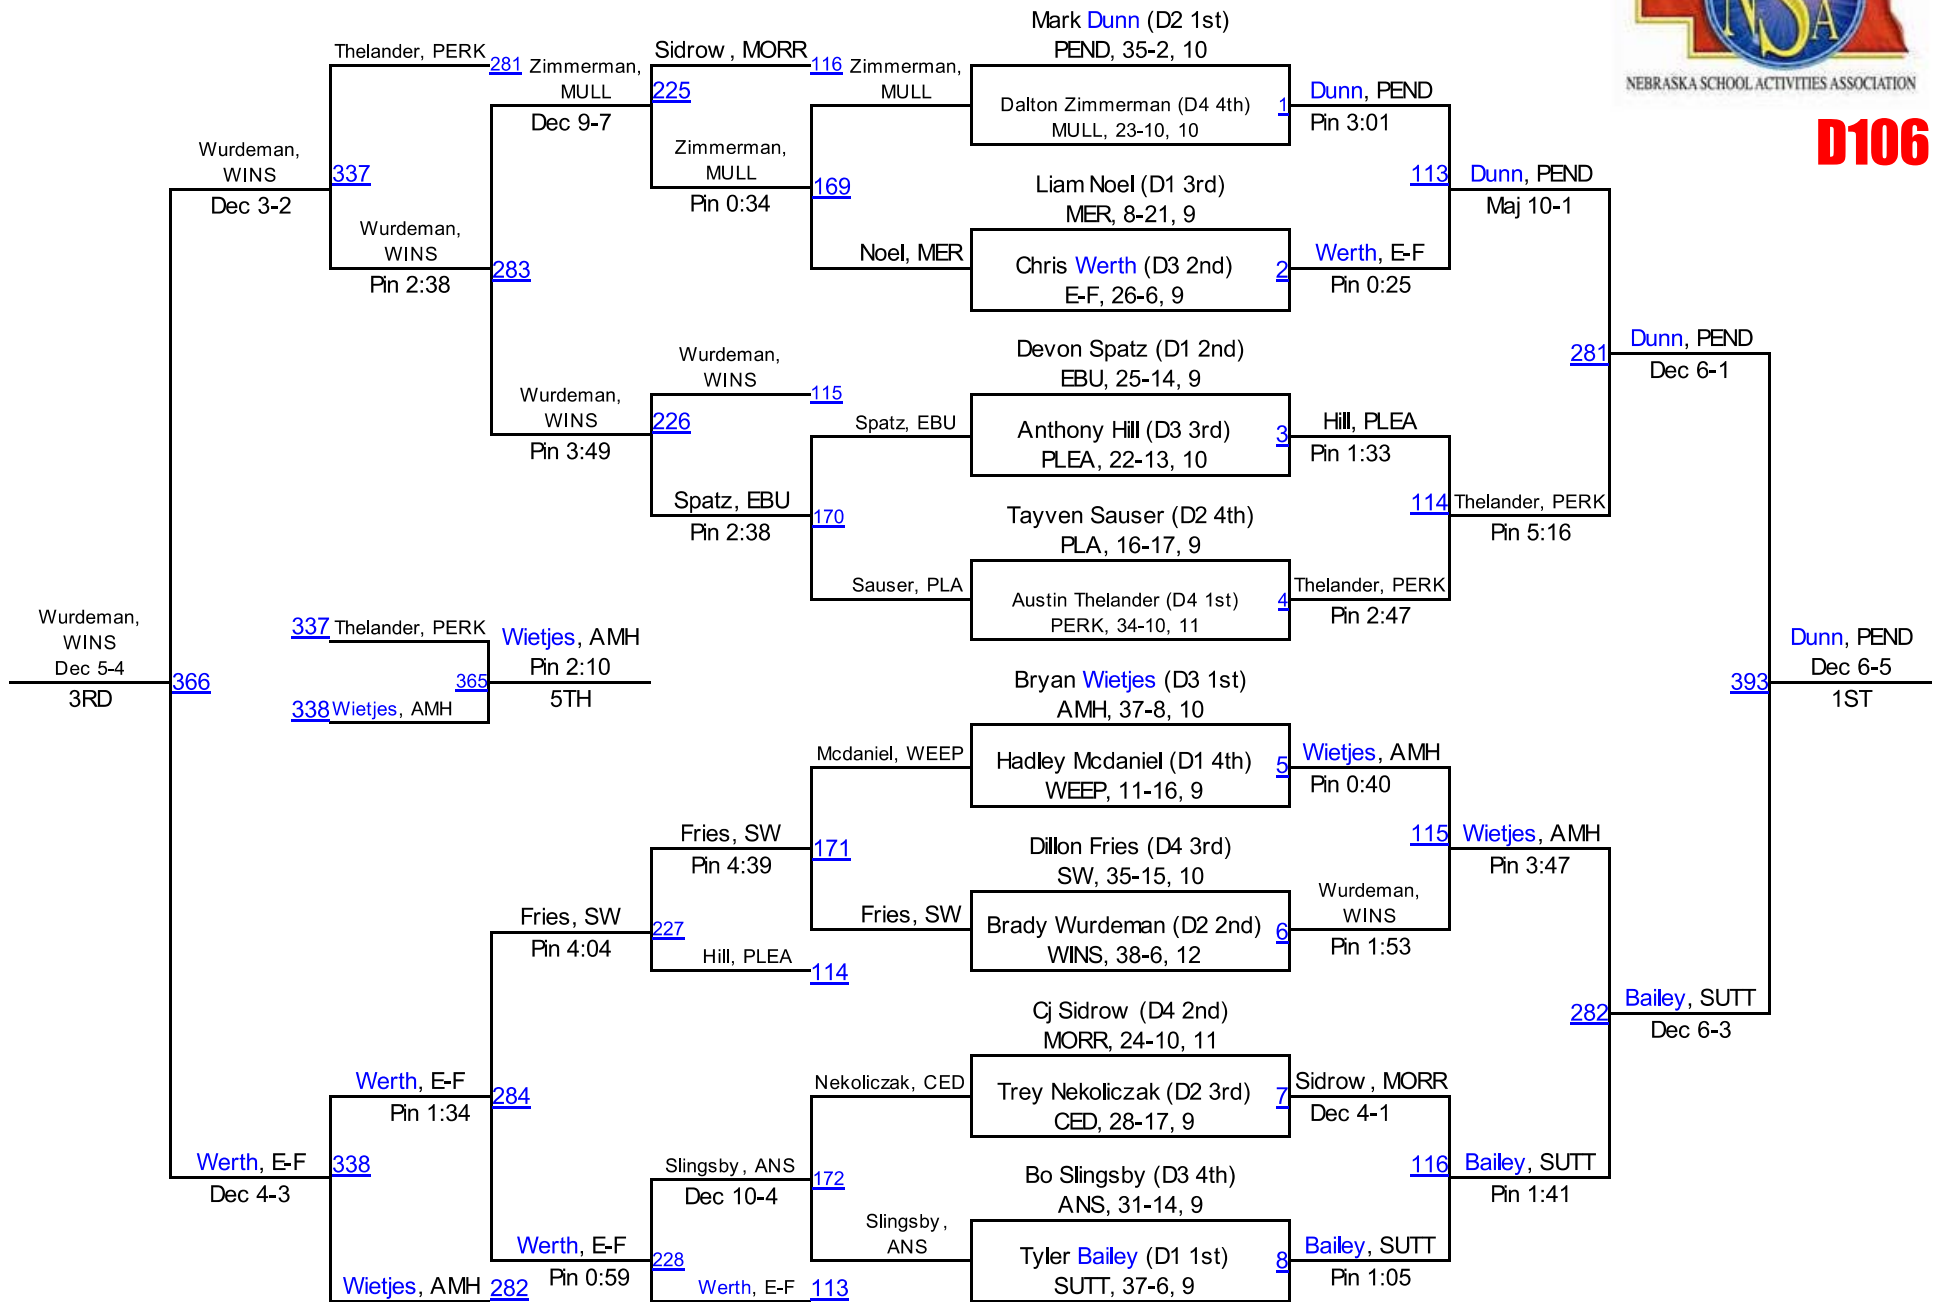 NSA
NEBRASKA SCHOOL ACTIVITIES ASSOCIATION
D106
Mark Dunn (D2 1st)
PEND, 35-2, 10
Dalton Zimmerman (D4 4th)
MULL, 23-10, 10
1
Liam Noel (D1 3rd)
MER, 8-21, 9
Chris Werth (D3 2nd)
E-F, 26-6, 9
2
Devon Spatz (D1 2nd)
EBU, 25-14, 9
Anthony Hill (D3 3rd)
PLEA, 22-13, 10
3
Tayven Sauser (D2 4th)
PLA, 16-17, 9
Austin Thelander (D4 1st)
PERK, 34-10, 11
4
Bryan Wietjes (D3 1st)
AMH, 37-8, 10
Hadley Mcdaniel (D1 4th)
WEEP, 11-16, 9
5
Dillon Fries (D4 3rd)
SW, 35-15, 10
Brady Wurdeman (D2 2nd)
WINS, 38-6, 12
6
Cj Sidrow (D4 2nd)
MORR, 24-10, 11
Trey Nekoliczak (D2 3rd)
CED, 28-17, 9
7
Bo Slingsby (D3 4th)
ANS, 31-14, 9
Tyler Bailey (D1 1st)
SUTT, 37-6, 9
8
Dunn, PEND
Pin 3:01
113
Werth, E-F
Pin 0:25
Hill, PLEA
Pin 1:33
114
Thelander, PERK
Pin 2:47
Wietjes, AMH
Pin 0:40
115
Wurdeman,
WINS
Pin 1:53
Sidrow, MORR
Dec 4-1
116
Bailey, SUTT
Pin 1:05
Dunn, PEND
Maj 10-1
281
Thelander, PERK
Pin 5:16
Wietjes, AMH
Pin 3:47
282
Bailey, SUTT
Pin 1:41
Dunn, PEND
Dec 6-1
393
Bailey, SUTT
Dec 6-3
Dunn, PEND
Dec 6-5
1ST
Zimmerman,
MULL
169
Noel, MER
Spatz, EBU
170
Sauser, PLA
Mcdaniel, WEEP
171
Fries, SW
Nekoliczak, CED
172
Slingsby,
ANS
Sidrow, MORR
116
225
Zimmerman,
MULL
Pin 0:34
Wurdeman,
WINS
115
226
Spatz, EBU
Pin 2:38
Fries, SW
Pin 4:39
227
Hill, PLEA
114
Slingsby, ANS
Dec 10-4
228
Werth, E-F
113
Zimmerman,
MULL
Dec 9-7
283
Wurdeman,
WINS
Pin 3:49
Fries, SW
Pin 4:04
284
Werth, E-F
Pin 0:59
Thelander, PERK
281
337
Wurdeman,
WINS
Pin 2:38
Werth, E-F
Pin 1:34
338
Wietjes, AMH
282
Wurdeman,
WINS
Dec 3-2
366
Werth, E-F
Dec 4-3
Wurdeman,
WINS
Dec 5-4
3RD
337 Thelander, PERK
365
338 Wietjes, AMH
Wietjes, AMH
Pin 2:10
5TH